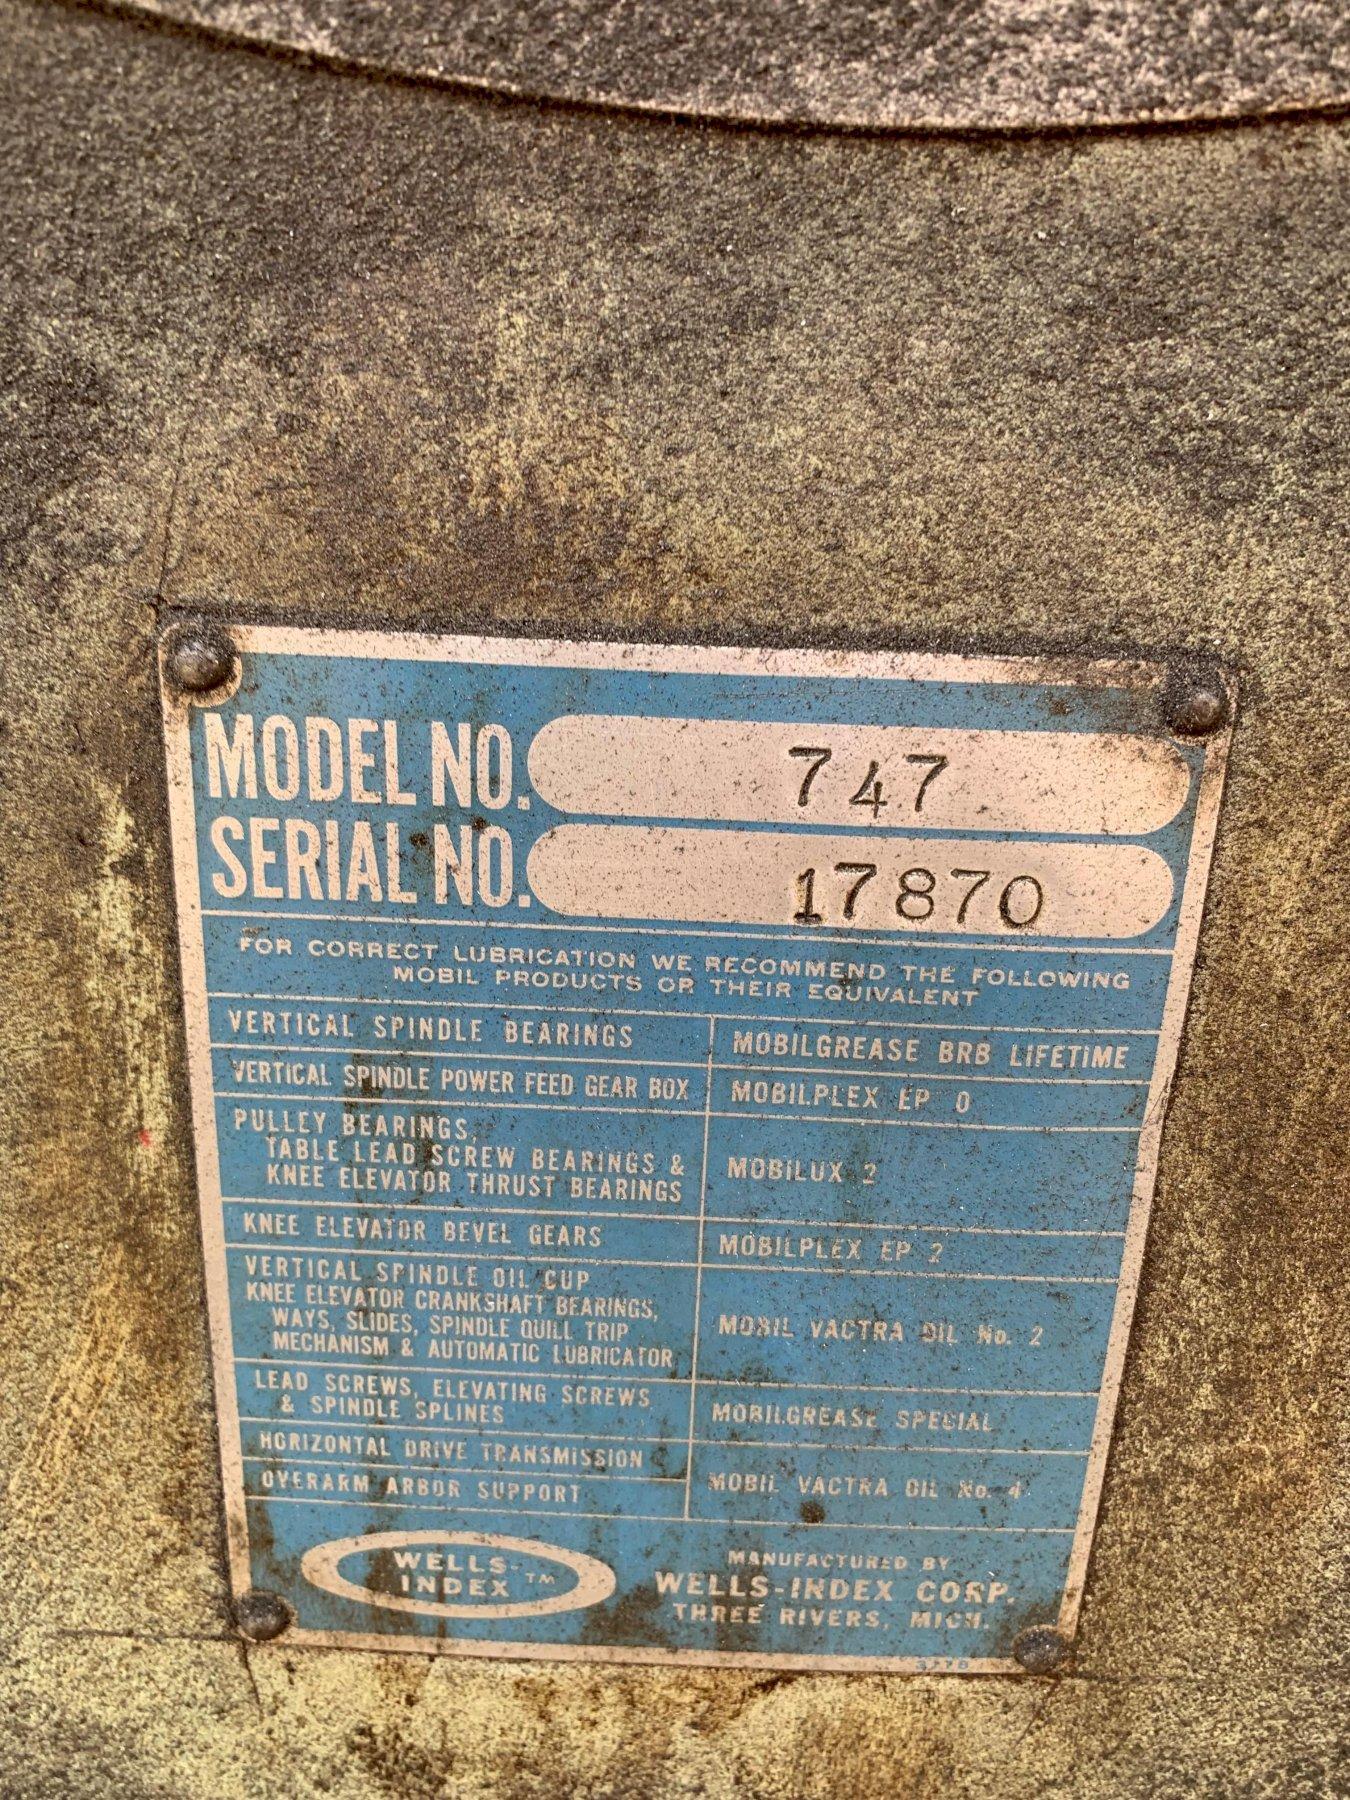 MODEL NO. 747
SERIAL NO. 17870
FOR CORRECT LUBRICATION WE RECOMMEND THE FOLLOWING
MOBIL PRODUCTS OR THEIR EQUIVALENT
VERTICAL SPINDLE BEARINGS
MOBILGREASE BRB LIFETIME
VERTICAL SPINDLE POWER FEED GEAR BOX
MOBILPLEX EP 0
PULLEY BEARINGS,
TABLE LEAD SCREW BEARINGS &
KNEE ELEVATOR THRUST BEARINGS
MOBILUX 2
KNEE ELEVATOR BEVEL GEARS
MOBILPLEX EP 2
VERTICAL SPINDLE OIL CUP
KNEE ELEVATOR CRANKSHAFT BEARINGS,
WAYS, SLIDES, SPINDLE QUILL TRIP
MECHANISM & AUTOMATIC LUBRICATOR
MOBIL VACTRA OIL No. 2
LEAD SCREWS, ELEVATING SCREWS
& SPINDLE SPLINES
MOBILGREASE SPECIAL
HORIZONTAL DRIVE TRANSMISSION
OVERARM ARBOR SUPPORT
MOBIL VACTRA OIL No. 4
WELLS-
INDEX TM
MANUFACTURED BY
WELLS-INDEX CORP.
THREE RIVERS, MICH.